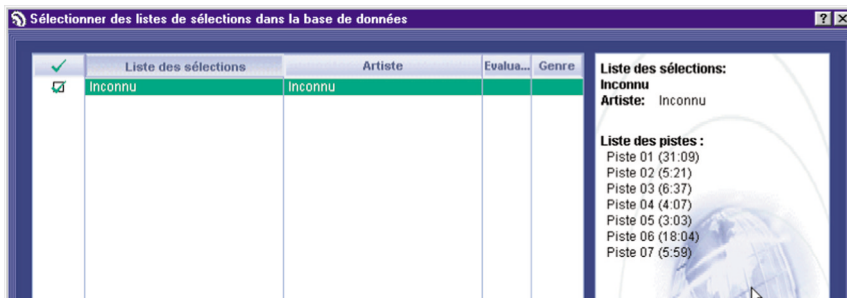 Sélectionner des listes de sélections dans la base de données
Liste des sélections Artiste Evalua... Genre
Inconnu Inconnu
Liste des sélections:
Inconnu
Artiste: Inconnu
Liste des pistes :
Piste 01 (31:09)
Piste 02 (5:21)
Piste 03 (6:37)
Piste 04 (4:07)
Piste 05 (3:03)
Piste 06 (18:04)
Piste 07 (5:59)